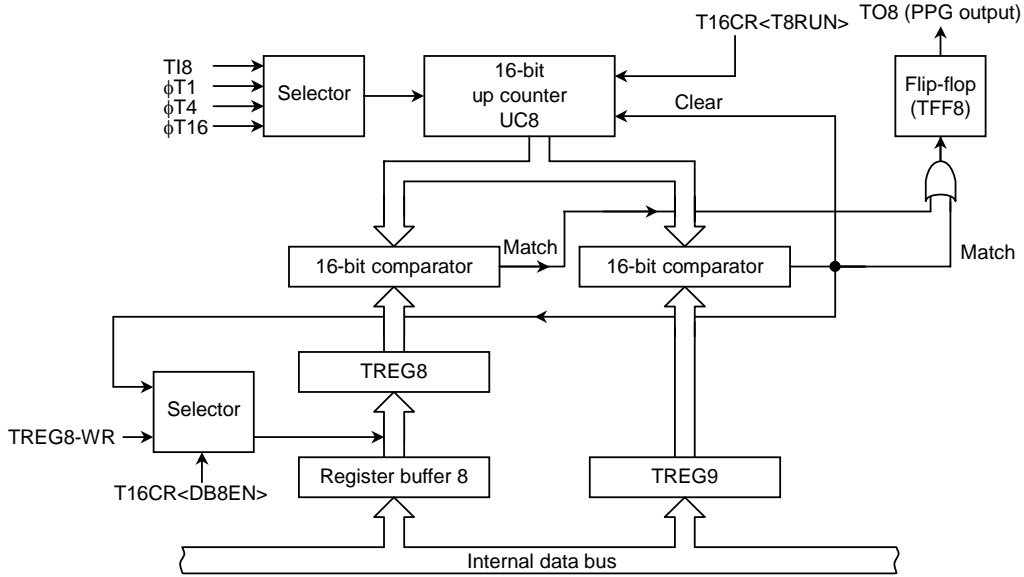 TO8 (PPG output)
T16CR<T8RUN>
TI8
ϕT1
ϕT4
ϕT16
Selector
16-bit
up counter
UC8
Clear
Flip-flop
(TFF8)
Match
Match
16-bit comparator
16-bit comparator
TREG8
Selector
TREG8-WR
T16CR<DB8EN>
Register buffer 8
TREG9
Internal data bus